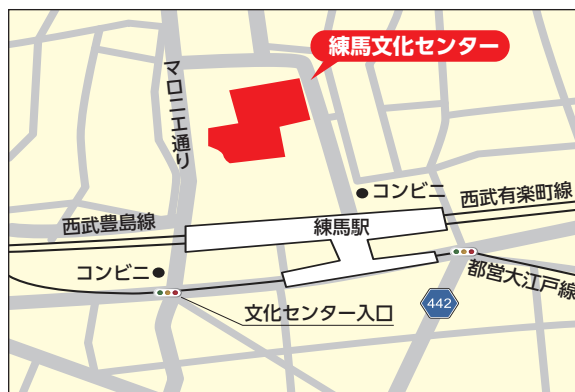 練馬文化センター
マロニエ通り
コンビニ
西武有楽町線
西武豊島線
練馬駅
コンビニ
都営大江戸線
文化センター入口
442